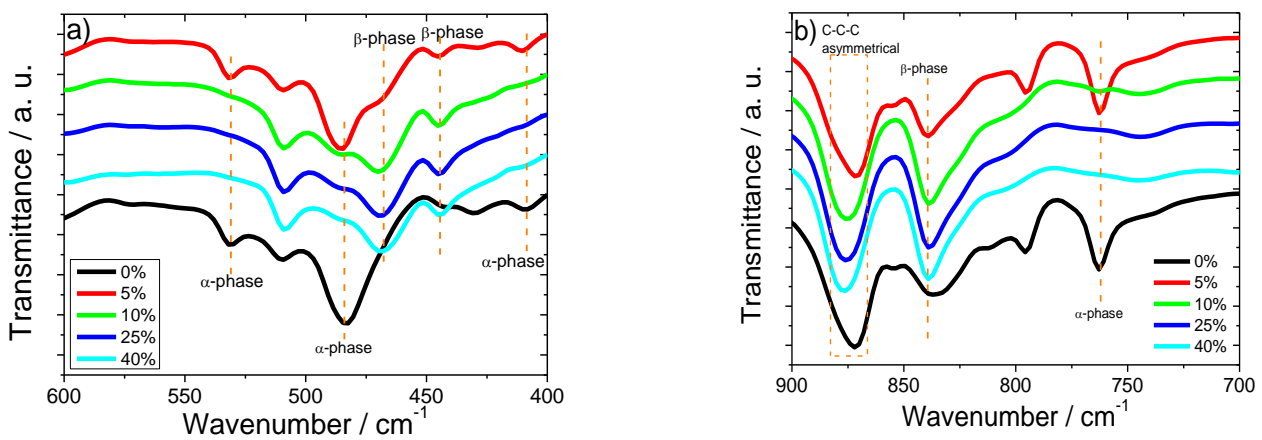 a)
β-phase β-phase
α-phase
α-phase
α-phase
0%
5%
10%
25%
40%
600 550 500 450 400
Wavenumber / cm⁻¹
Transmittance / a. u.
b)
C-C-C
asymmetrical
β-phase
α-phase
0%
5%
10%
25%
40%
900 850 800 750 700
Wavenumber / cm⁻¹
Transmittance / a. u.